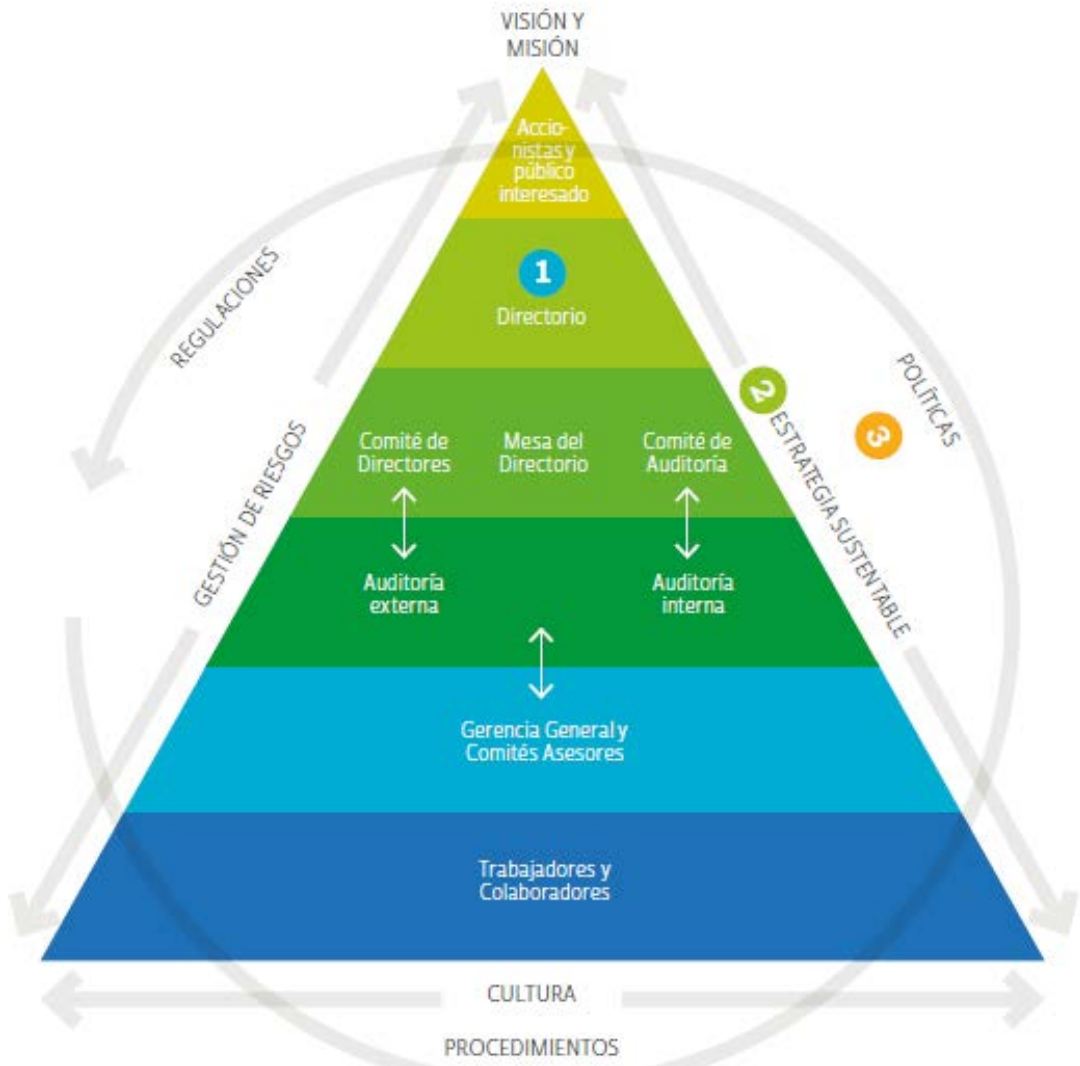 VISIÓN Y
MISIÓN
Accio-
nistas y
público
interesado
1
Directorio
REGULACIONES
POLÍTICAS
2
3
GESTIÓN DE RIESGOS
ESTRATEGIA SUSTENTABLE
Comité de
Directores
Mesa del
Directorio
Comité de
Auditoría
Auditoría
externa
Auditoría
interna
Gerencia General y
Comités Asesores
Trabajadores y
Colaboradores
CULTURA
PROCEDIMIENTOS